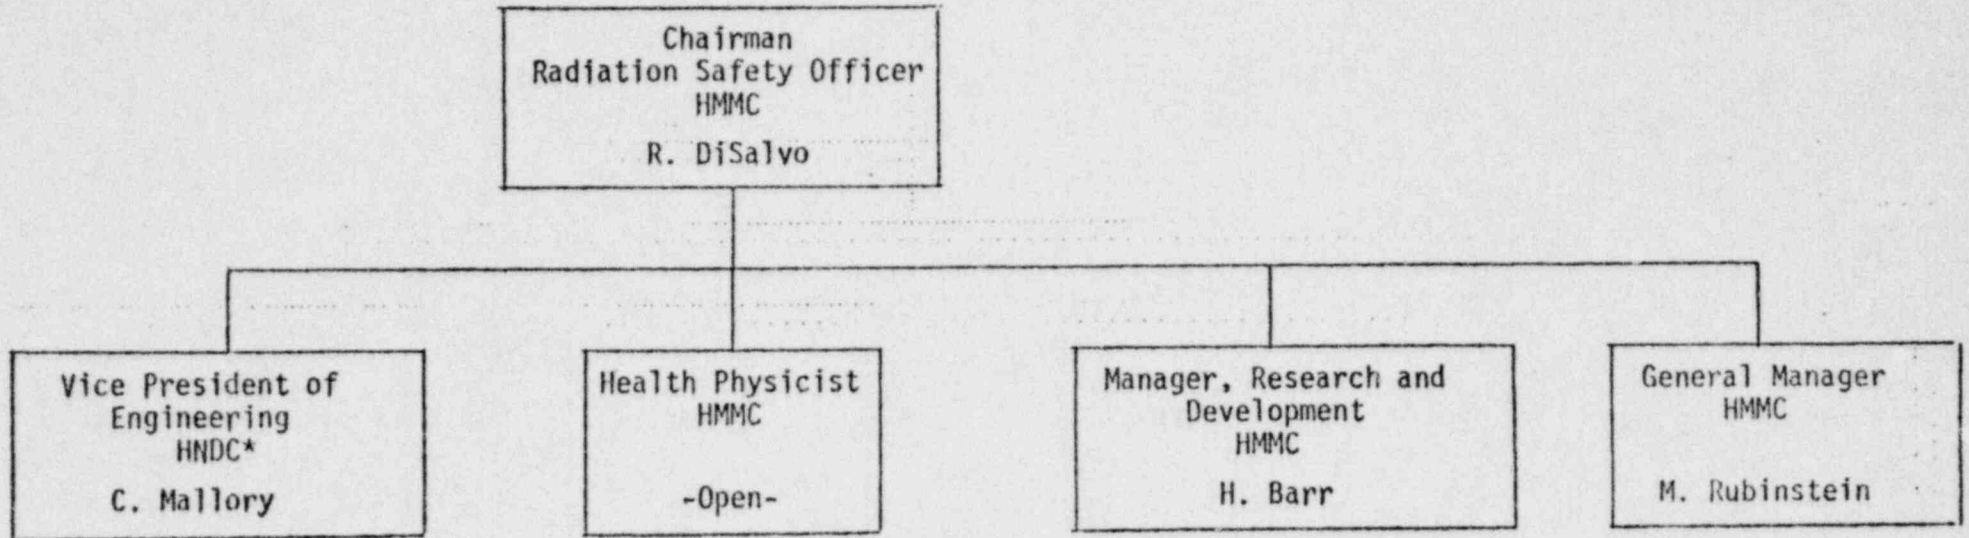 Chairman
Radiation Safety Officer
HMMC
R. DiSalvo
Vice President of
Engineering
HNDC*
C. Mallory
Health Physicist
HMMC
-Open-
Manager, Research and
Development
HMMC
H. Barr
General Manager
HMMC
M. Rubinstein